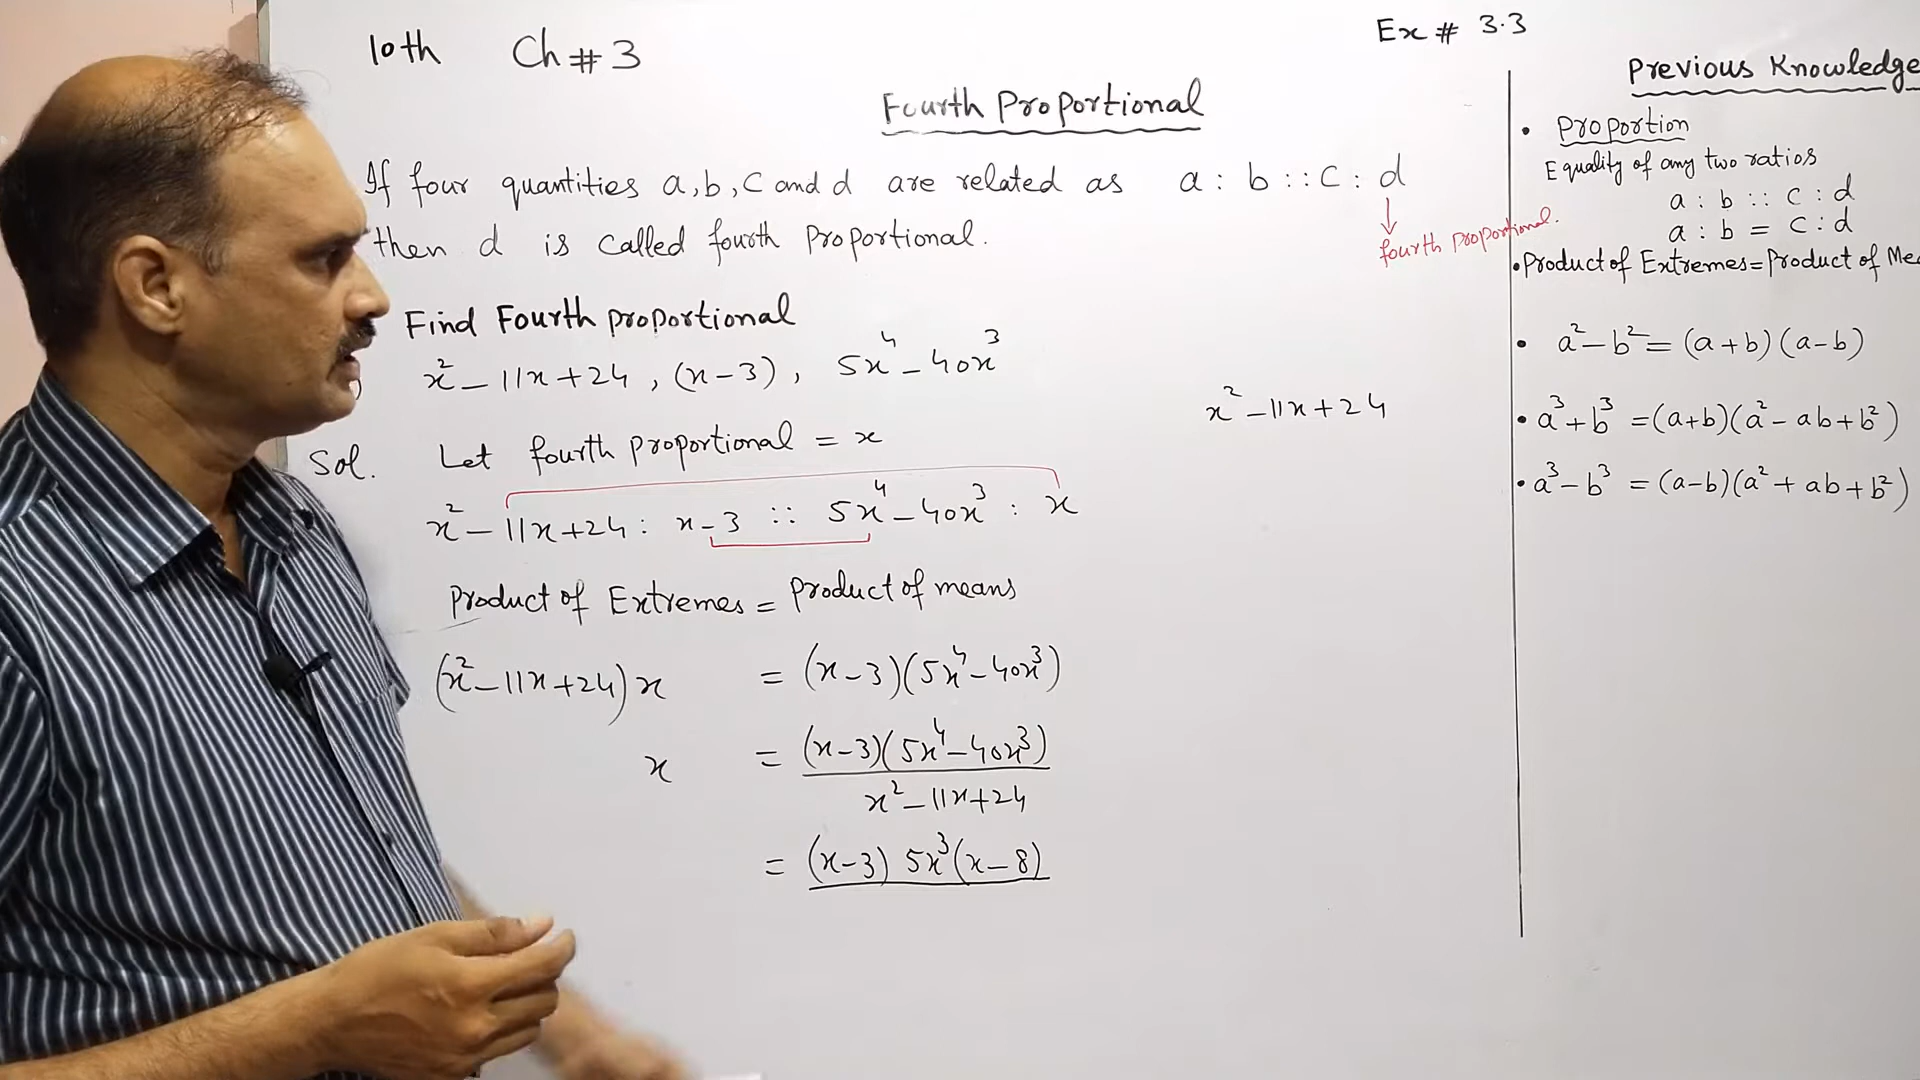 10th Ch # 3
Ex # 3.3
Fourth Proportional
If four quantities a, b, c and d are related as a : b :: c : d
then d is called fourth proportional.
fourth proportional.
Find Fourth proportional
x² - 11x + 24 , (x-3) , 5x⁴ - 40x³
Sol. Let fourth proportional = x
x² - 11x + 24 : x - 3 :: 5x⁴ - 40x³ : x
Product of Extremes = Product of means
(x² - 11x + 24) x = (x-3)(5x⁴ - 40x³)
x = (x-3)(5x⁴ - 40x³)
x² - 11x + 24
= (x-3) 5x³(x-8)
x² - 11x + 24
Previous Knowledge
• Proportion
Equality of any two ratios
a : b :: c : d
a : b = c : d
• Product of Extremes = Product of
• a² - b² = (a+b)(a-b)
• a³ + b³ = (a+b)(a² - ab + b²)
• a³ - b³ = (a-b)(a² + ab + b²)